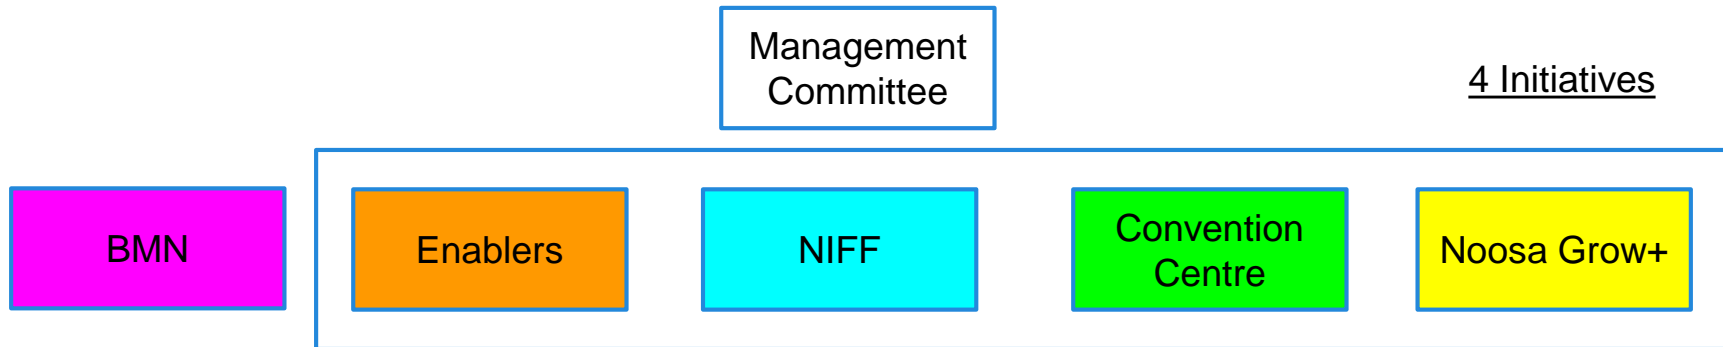 Management
Committee
4 Initiatives
BMN
Enablers
NIFF
Convention
Centre
Noosa Grow+